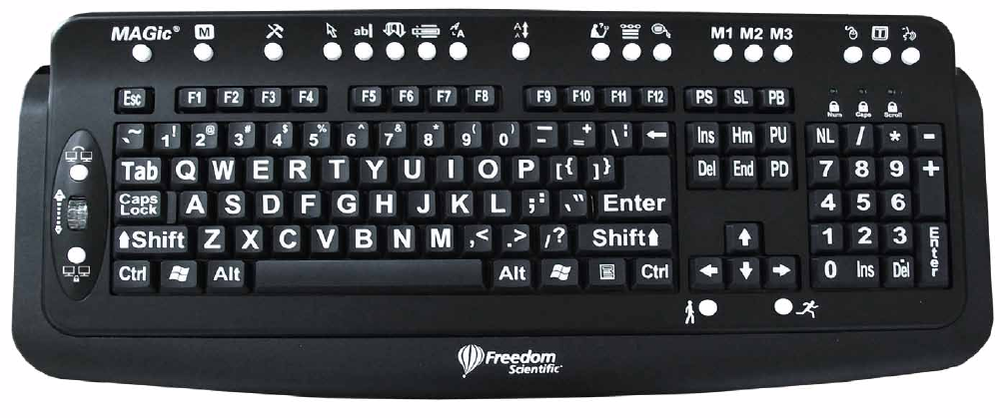 MAGic® M abI A A A M1 M2 M3
Esc F1 F2 F3 F4 F5 F6 F7 F8 F9 F10 F11 F12 PS SL PB Num Caps Scroll
~ ` 1! 2@ 3# 4$ 5% 6^ 7& 8* 9( 0) - _ = + \ | ← Ins Hm PU NL / * -
Tab Q W E R T Y U I O P [{ ]} Del End PD 7 8 9 +
Caps Lock A S D F G H J K L ;: '" Enter 4 5 6
Shift Z X C V B N M ,< .> /? Shift 1 2 3 Enter
Ctrl Alt Alt Ctrl 0 Ins Del
Freedom
Scientific